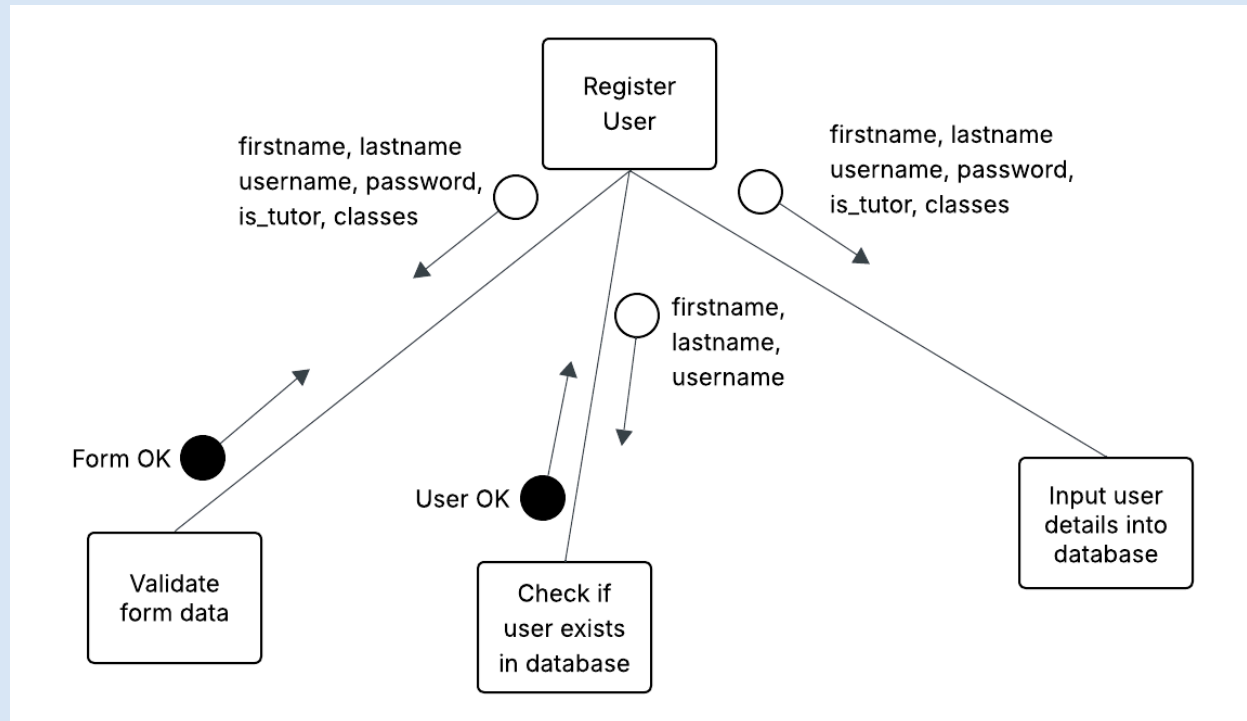 Register
User
firstname, lastname
username, password,
is_tutor, classes
firstname, lastname
username, password,
is_tutor, classes
firstname,
lastname,
username
Form OK
User OK
Validate
form data
Check if
user exists
in database
Input user
details into
database